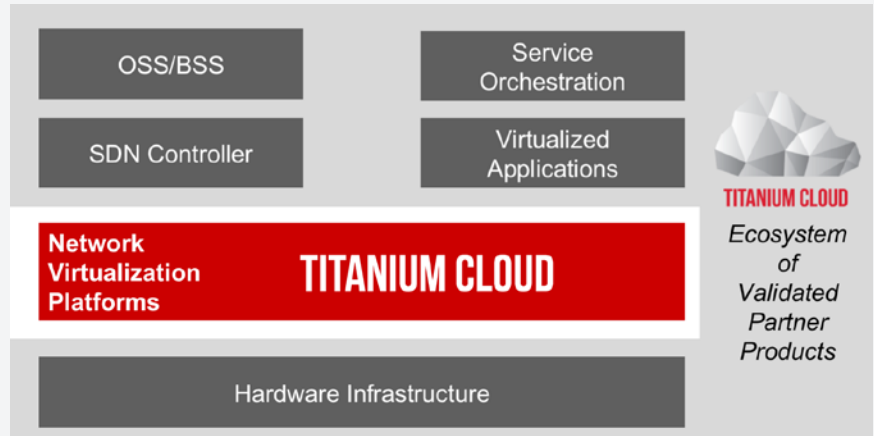 OSS/BSS
Service
Orchestration
SDN Controller
Virtualized
Applications
Network
Virtualization
Platforms
TITANIUM CLOUD
Hardware Infrastructure
TITANIUM CLOUD
Ecosystem
of
Validated
Partner
Products